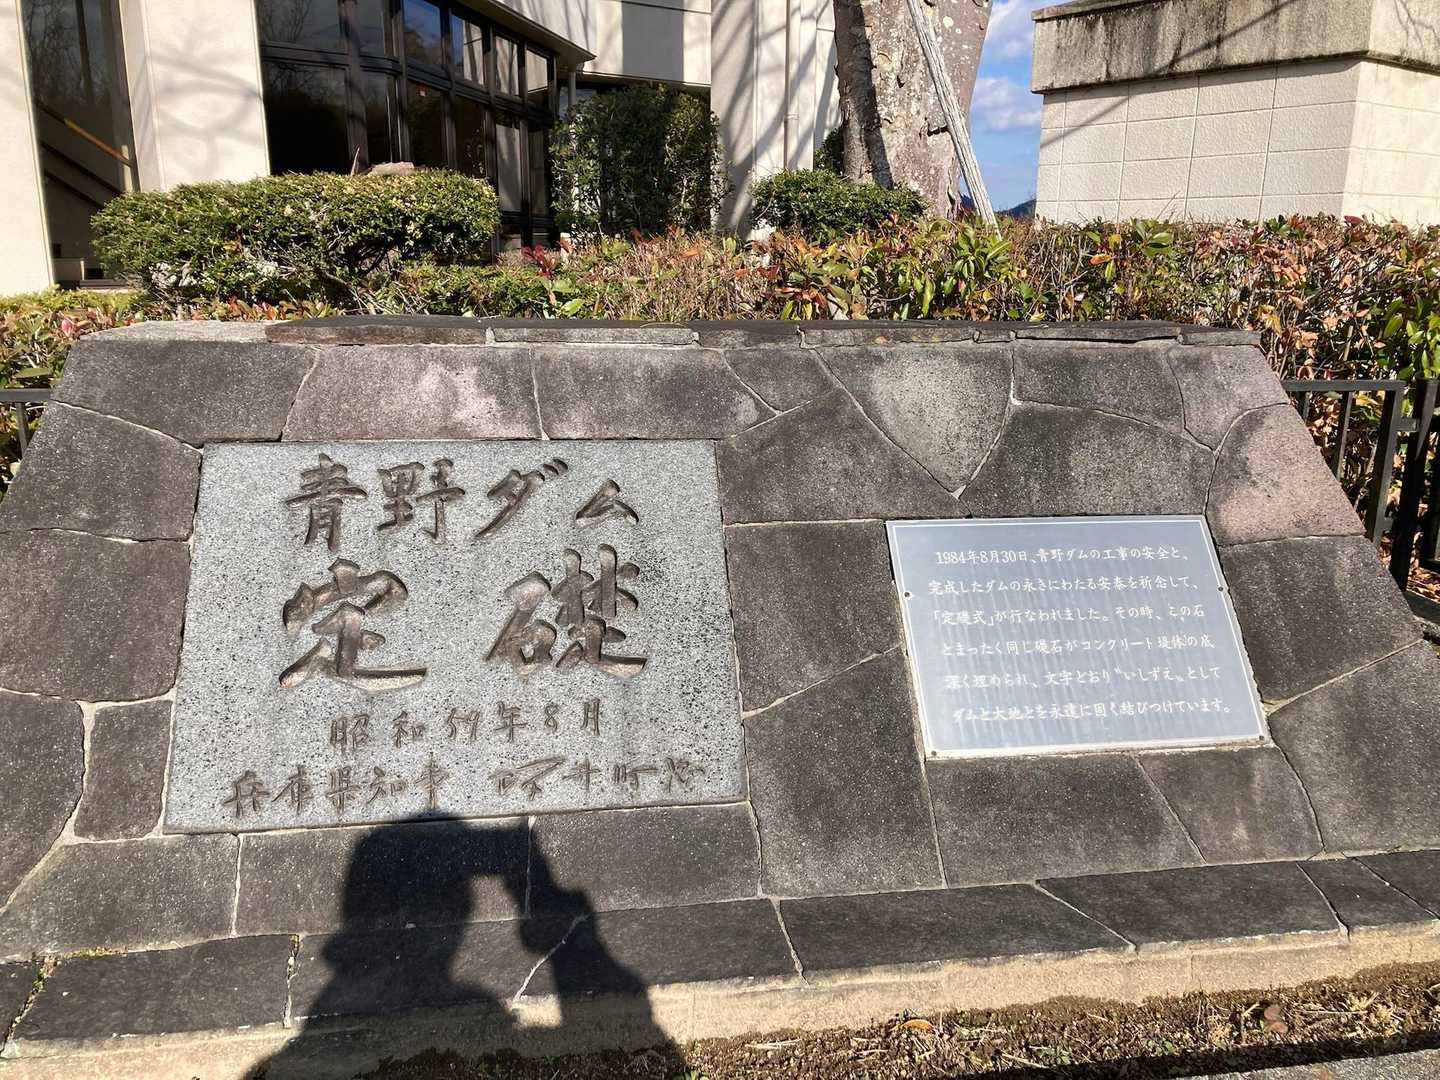 青野ダム
定礎
昭和59年8月
兵庫県知事 坂井時忠
1984年8月30日、青野ダムの工事の安全と、
完成したダムの永きにわたる安泰を祈念して、
「定礎式」が行なわれました。その時、この石
とまったく同じ礎石がコンクリート堤体の底
深く埋められ、文字どおり〝いしずえ〟として
ダムと大地とを永遠に固く結びつけています。